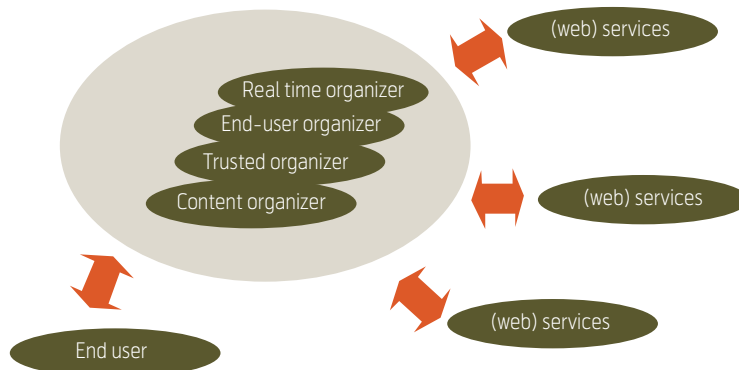 (web) services
Real time organizer
End-user organizer
Trusted organizer
Content organizer
(web) services
(web) services
End user